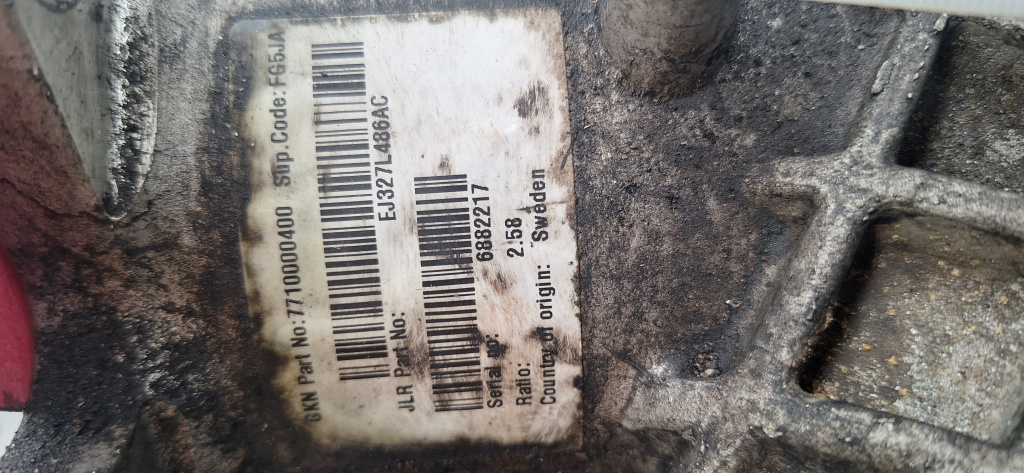 GKN Part No: 7710000400 Sup.Code: FG5JA
JLR Part No: EJ327L486AC
Serial no: 6882217
Ratio: 2.58
Country of origin: Sweden